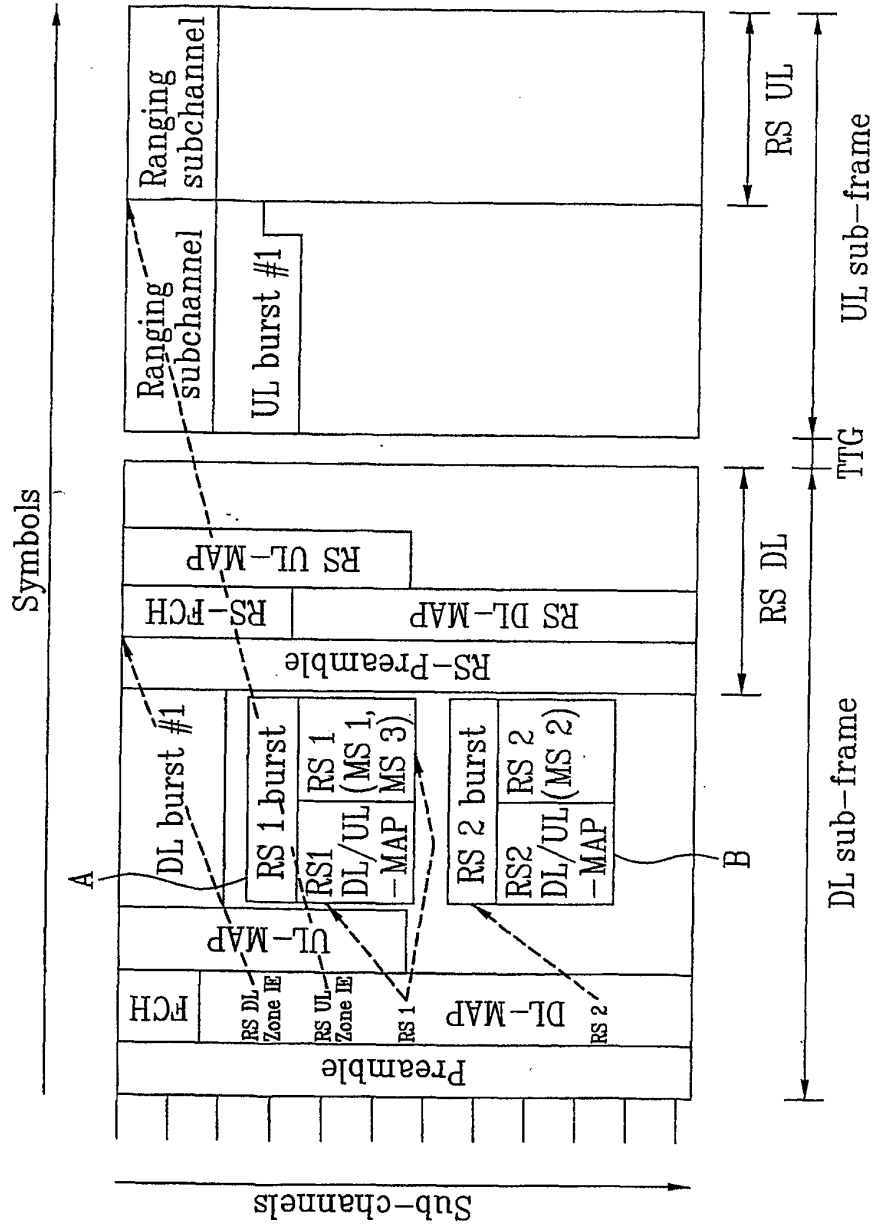 Symbols
Sub-channels
Preamble
FCH
RS DL
Zone IE
RS UL
Zone IE
RS 1
DL-MAP
RS 2
UL-MAP
DL burst #1
A
RS 1 burst
RS1
DL/UL
-MAP
RS 1
(MS 1,
MS 3)
RS 2 burst
RS2
DL/UL
-MAP
RS 2
(MS 2)
B
RS-Preamble
RS-FCH
RS DL-MAP
RS UL-MAP
Ranging
subchannel
UL burst #1
Ranging
subchannel
RS DL
RS UL
DL sub-frame
TTG
UL sub-frame